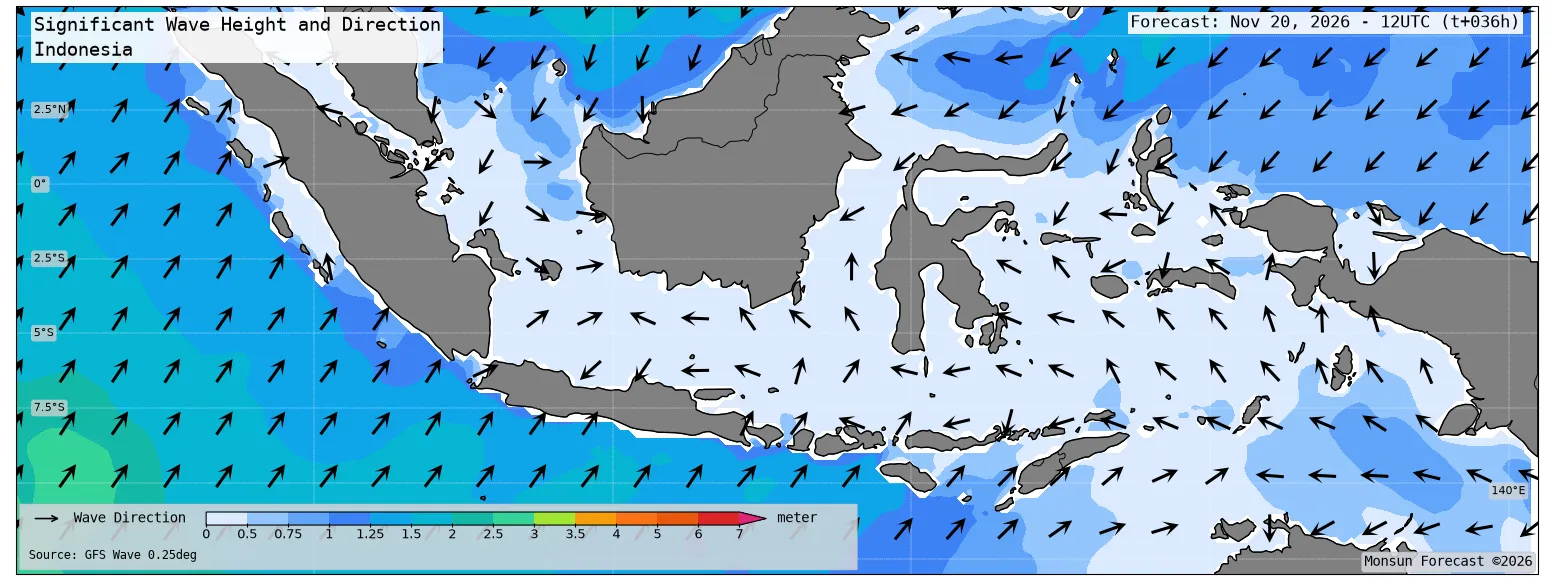 Significant Wave Height and Direction
Indonesia
Forecast: Nov 20, 2026 - 12UTC (t+036h)
2.5°N
0°
2.5°S
5°S
7.5°S
140°E
Wave Direction
0 0.5 0.75 1 1.25 1.5 2 2.5 3 3.5 4 5 6 7
meter
Source: GFS Wave 0.25deg
Monsun Forecast ©2026